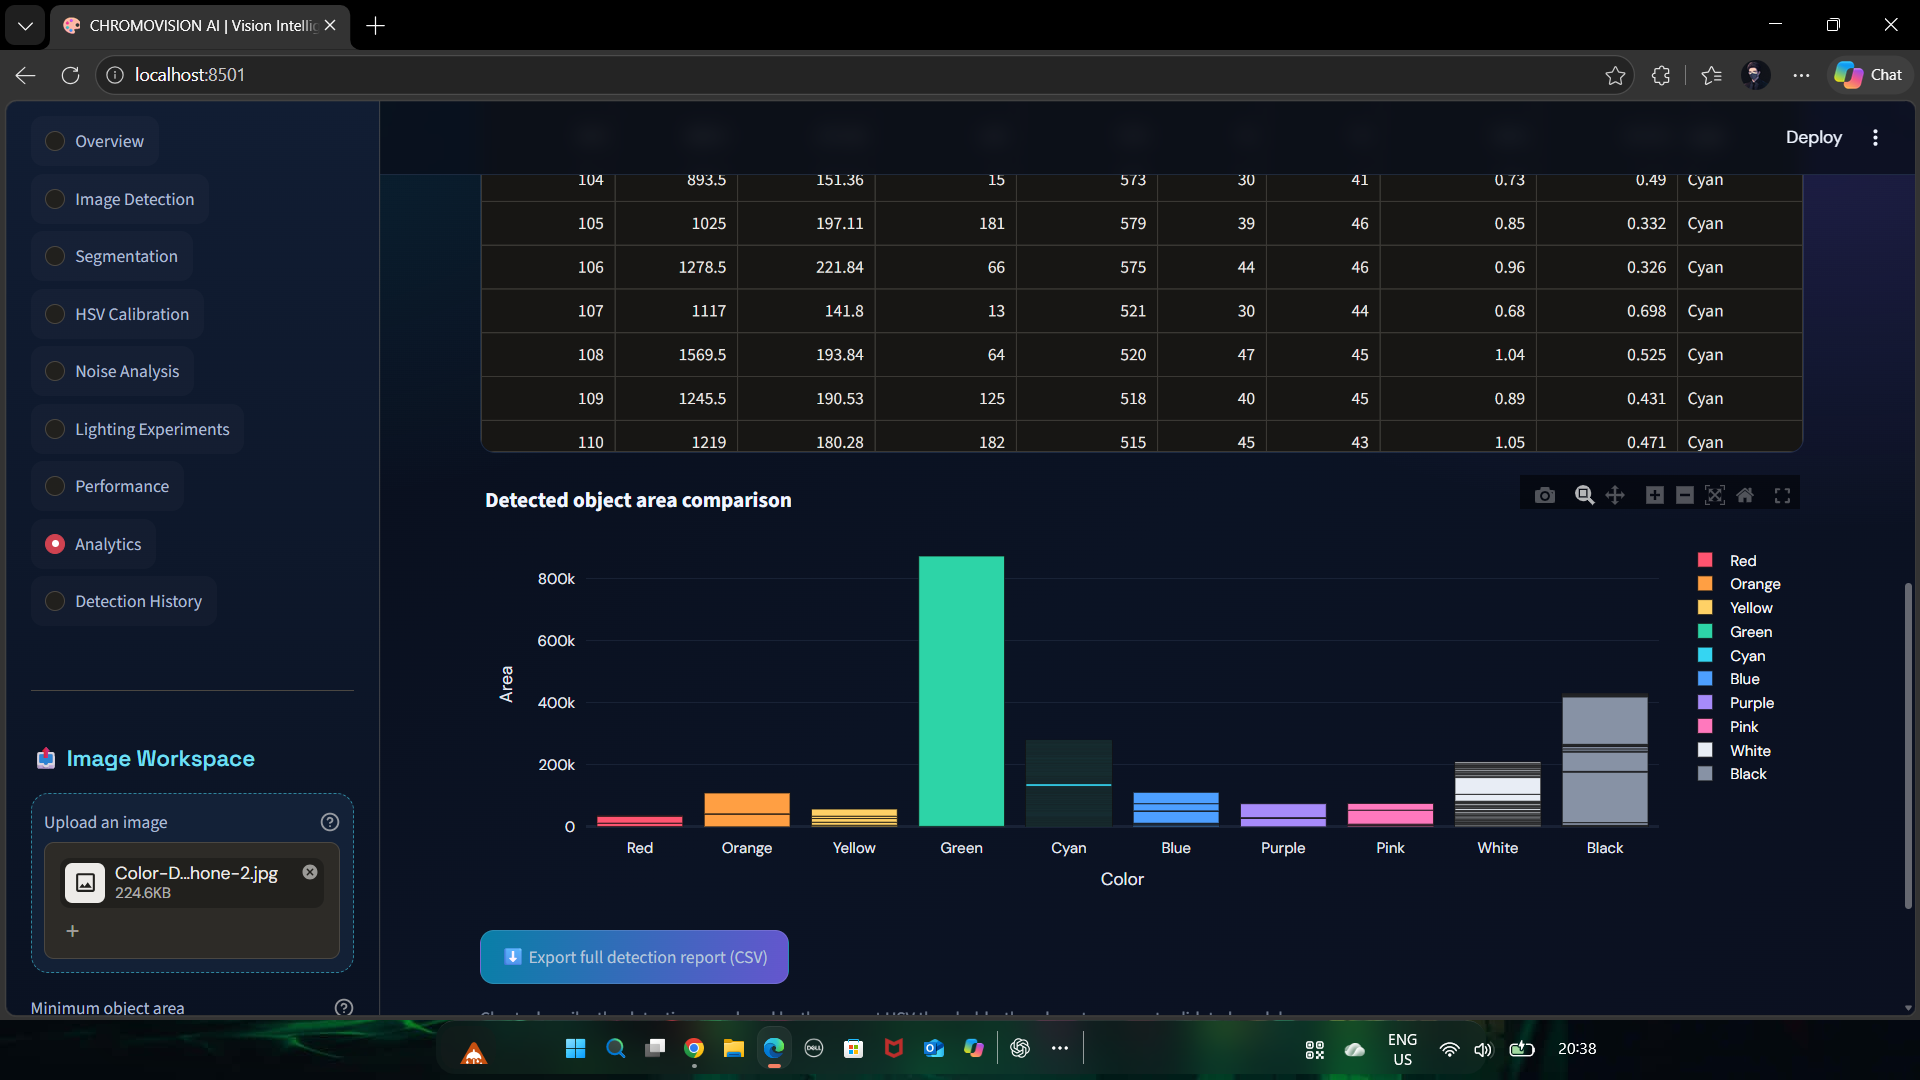 CHROMOVISION AI | Vision Intellig
localhost:8501
Chat
Overview
Image Detection
Segmentation
HSV Calibration
Noise Analysis
Lighting Experiments
Performance
Analytics
Detection History
Image Workspace
Upload an image
Color-D...hone-2.jpg
224.6KB
Minimum object area
Deploy
104 893.5 151.36 15 573 30 41 0.73 0.49 Cyan
105 1025 197.11 181 579 39 46 0.85 0.332 Cyan
106 1278.5 221.84 66 575 44 46 0.96 0.326 Cyan
107 1117 141.8 13 521 30 44 0.68 0.698 Cyan
108 1569.5 193.84 64 520 47 45 1.04 0.525 Cyan
109 1245.5 190.53 125 518 40 45 0.89 0.431 Cyan
110 1219 180.28 182 515 45 43 1.05 0.471 Cyan
Detected object area comparison
800k
600k
400k
200k
0
Area
Red Orange Yellow Green Cyan Blue Purple Pink White Black
Color
Red
Orange
Yellow
Green
Cyan
Blue
Purple
Pink
White
Black
Export full detection report (CSV)
DELL
ENG
US
20:38